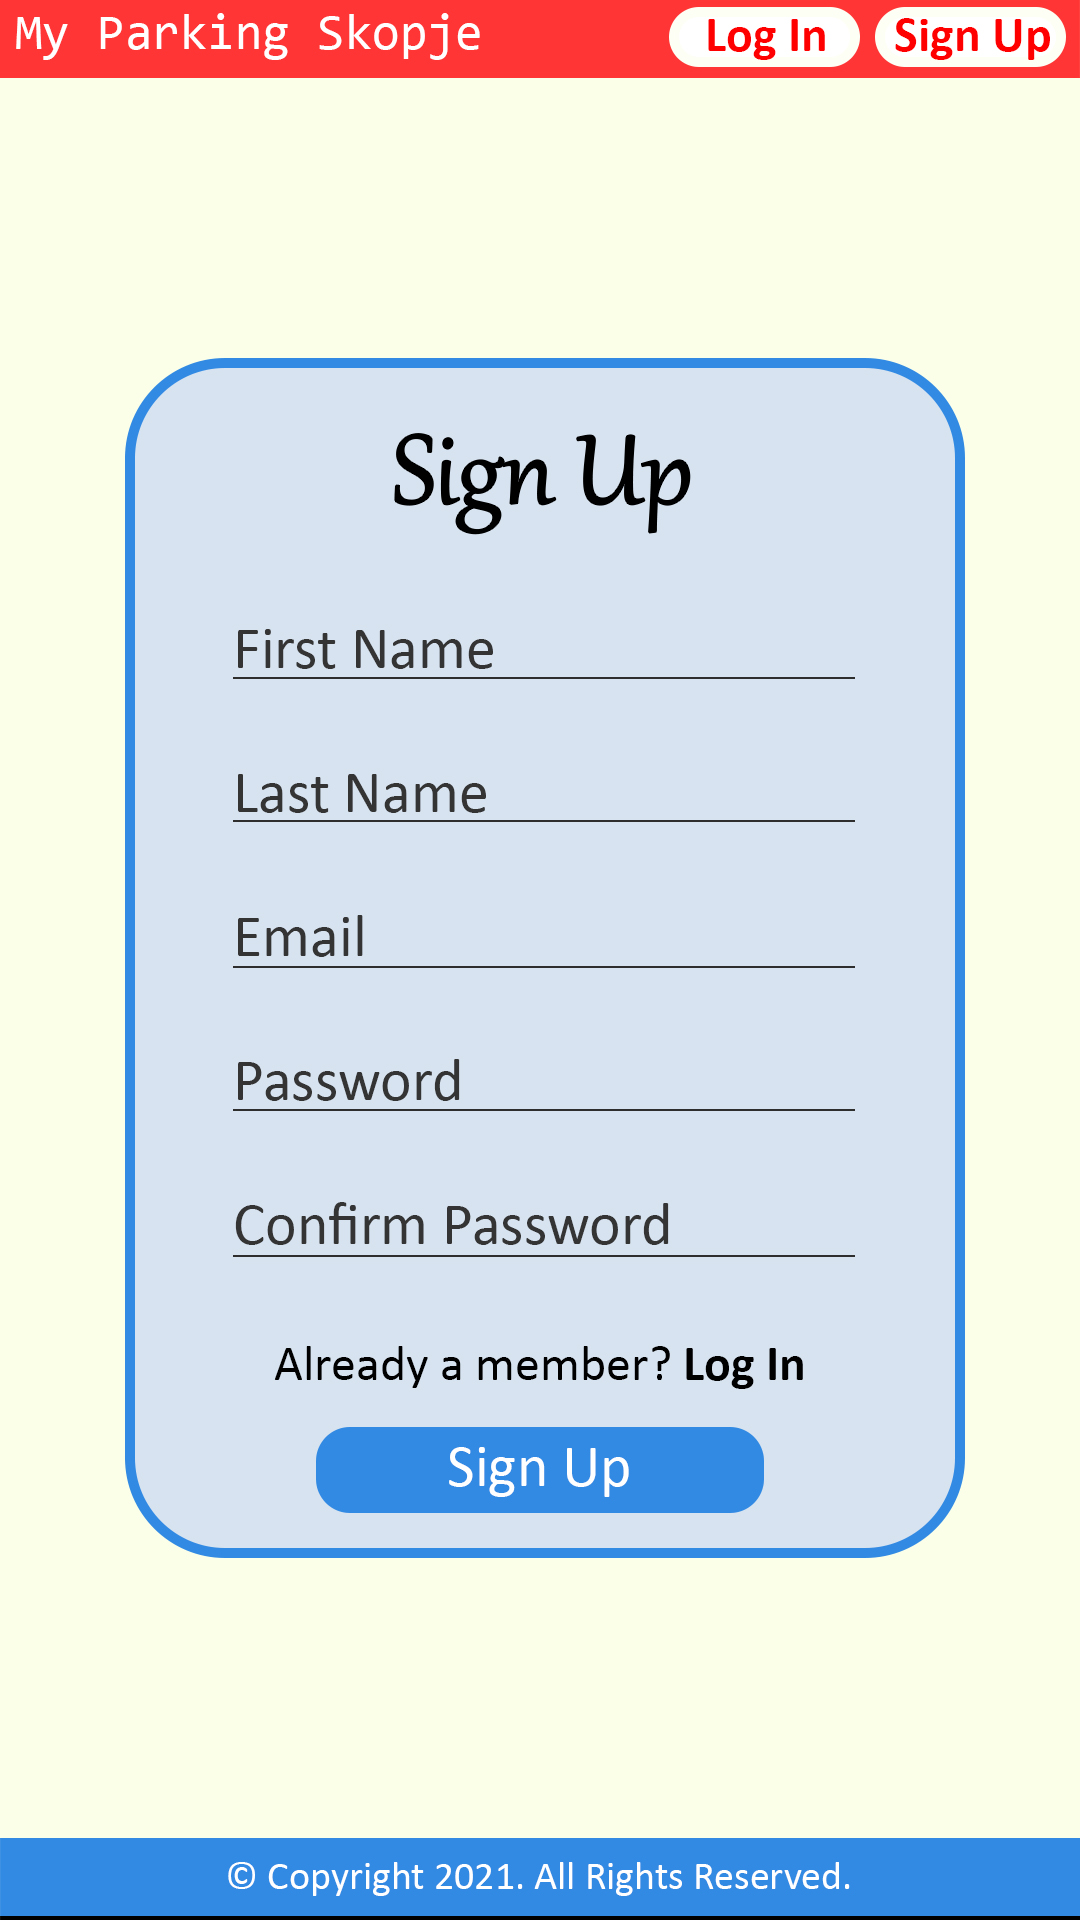 My Parking Skopje Log In Sign Up
Sign Up
First Name
Last Name
Email
Password
Confirm Password
Already a member? Log In
Sign Up
© Copyright 2021. All Rights Reserved.